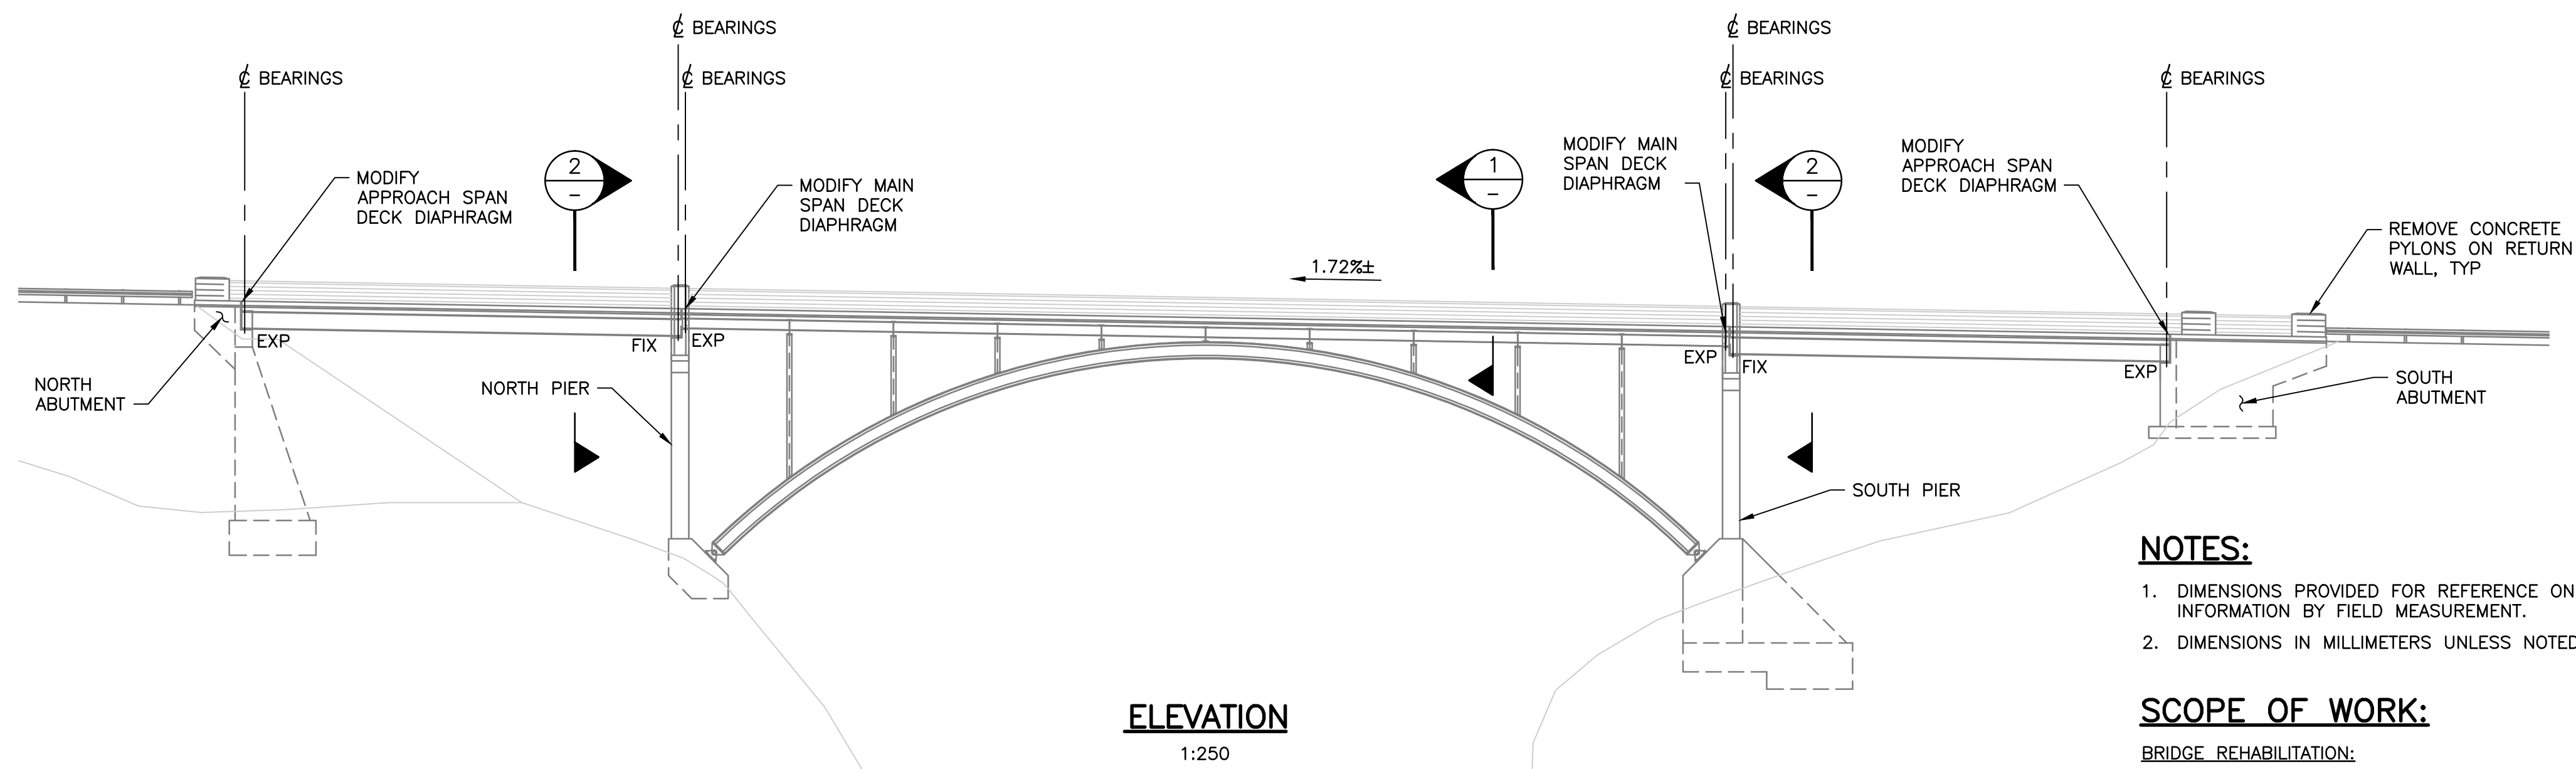 ℄ BEARINGS
℄ BEARINGS
℄ BEARINGS
℄ BEARINGS
℄ BEARINGS
℄ BEARINGS
MODIFY
APPROACH SPAN
DECK DIAPHRAGM
2
–
MODIFY MAIN
SPAN DECK
DIAPHRAGM
1
–
MODIFY MAIN
SPAN DECK
DIAPHRAGM
2
–
MODIFY
APPROACH SPAN
DECK DIAPHRAGM
REMOVE CONCRETE
PYLONS ON RETURN
WALL, TYP
1.72%±
EXP
FIX
EXP
EXP
FIX
EXP
NORTH
ABUTMENT
NORTH PIER
SOUTH
ABUTMENT
SOUTH PIER
NOTES:
1. DIMENSIONS PROVIDED FOR REFERENCE ON
INFORMATION BY FIELD MEASUREMENT.
2. DIMENSIONS IN MILLIMETERS UNLESS NOTED
ELEVATION
1:250
SCOPE OF WORK:
BRIDGE REHABILITATION: